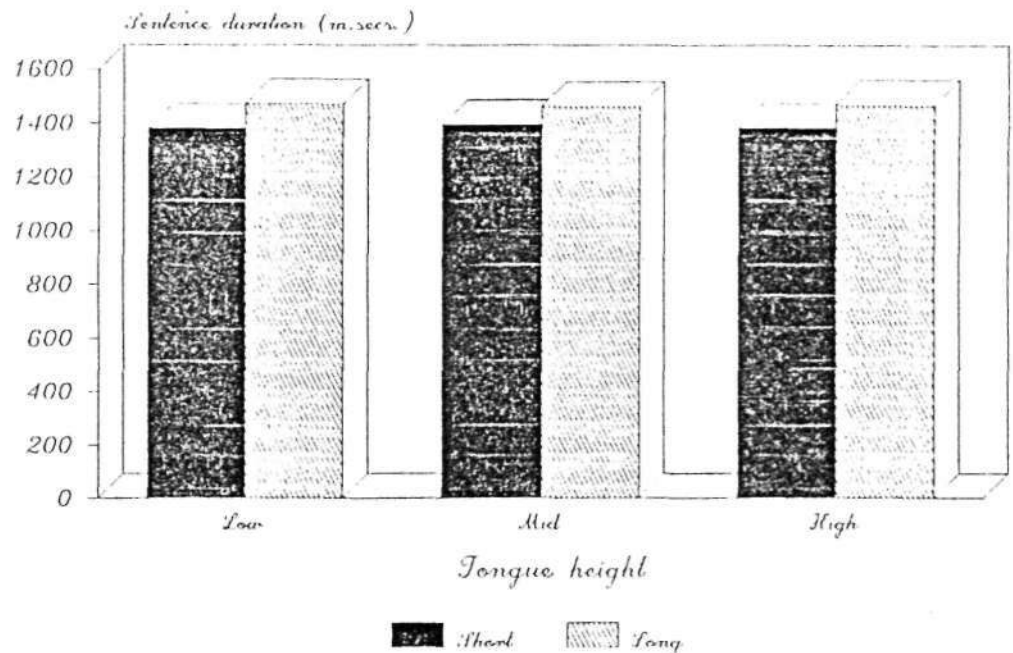 Sentence duration (m.secs.)
1600
1400
1200
1000
800
600
400
200
0
Low Mid High
Tongue height
Short Long